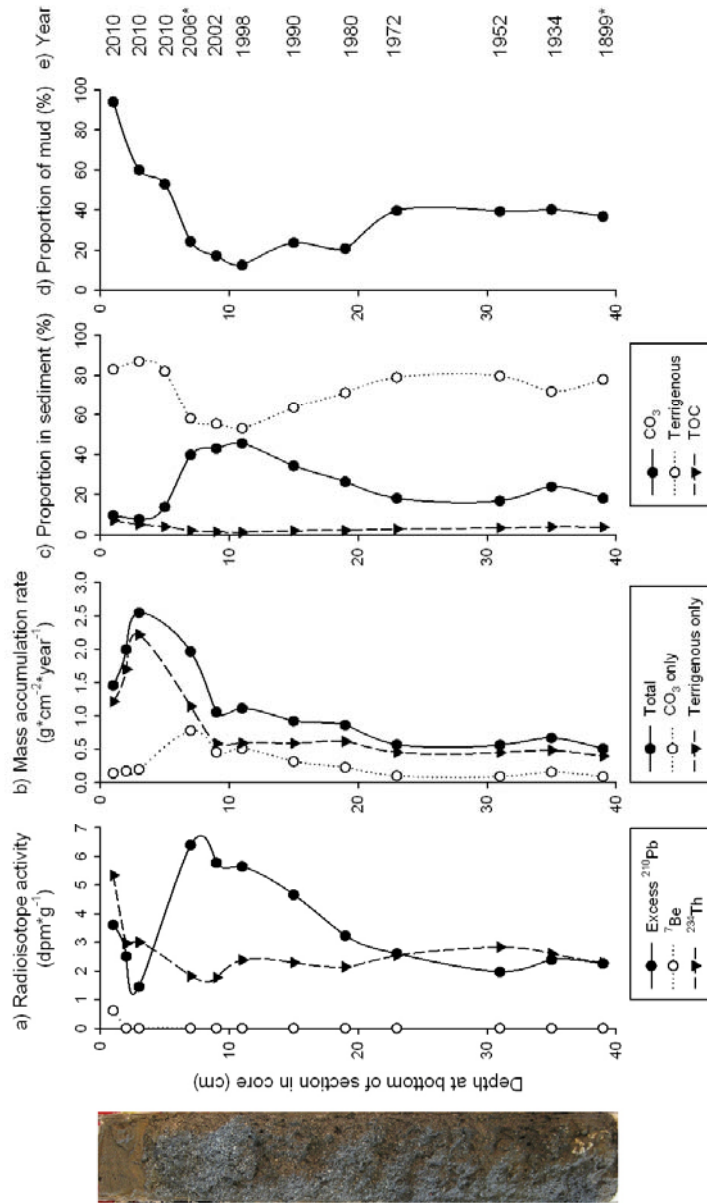 a) Radioisotope activity
(dpm*g⁻¹)
0 1 2 3 4 5 6 7
Depth at bottom of section in core (cm)
0
10
20
30
40
Excess ²¹⁰Pb
⁷Be
²³⁴Th
b) Mass accumulation rate
(g*cm⁻²*year⁻¹)
0.0 0.5 1.0 1.5 2.0 2.5 3.0
0
10
20
30
40
Total
CO₃ only
Terrigenous only
c) Proportion in sediment (%)
0 20 40 60 80 100
0
10
20
30
40
CO₃
Terrigenous
TOC
d) Proportion of mud (%)
0 20 40 60 80 100
0
10
20
30
40
e) Year
2010
2010
2010
2006*
2002
1998
1990
1980
1972
1952
1934
1899*